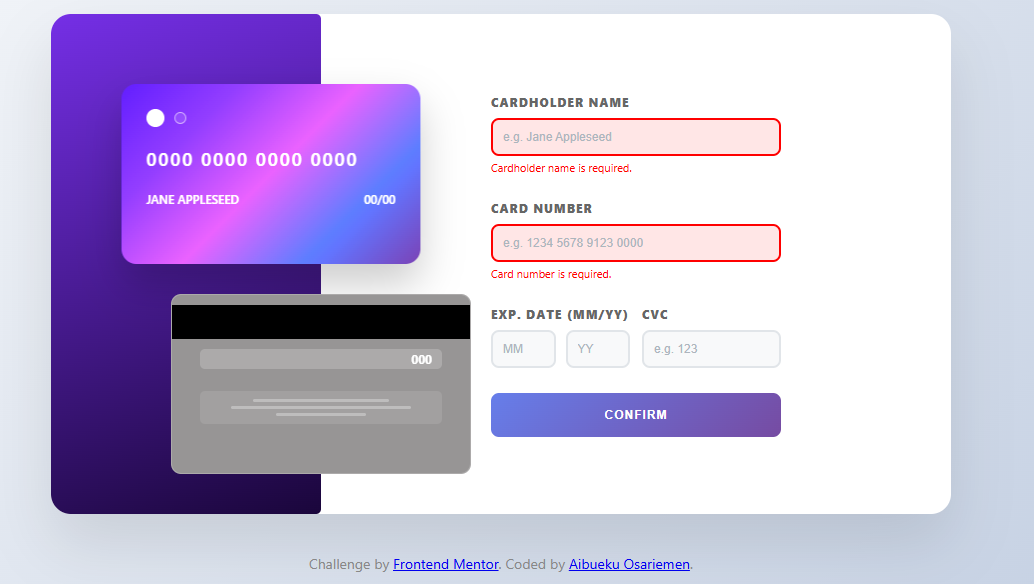 0000 0000 0000 0000
JANE APPLESEED 00/00
000
CARDHOLDER NAME
e.g. Jane Appleseed
Cardholder name is required.
CARD NUMBER
e.g. 1234 5678 9123 0000
Card number is required.
EXP. DATE (MM/YY) CVC
MM YY e.g. 123
CONFIRM
Challenge by Frontend Mentor. Coded by Aibueku Osariemen.